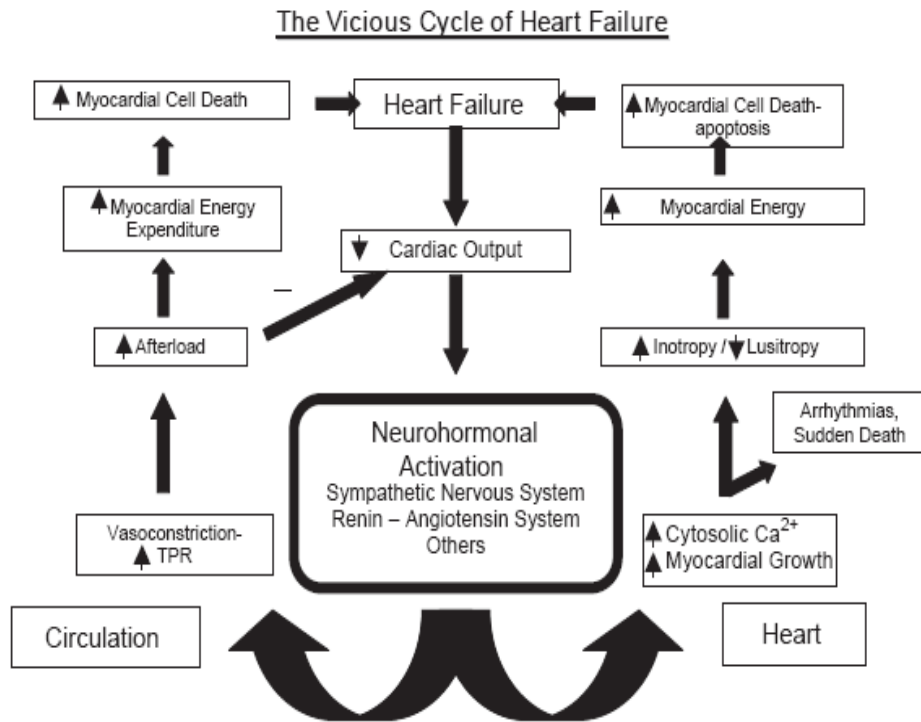 The Vicious Cycle of Heart Failure
Myocardial Cell Death
Heart Failure
Myocardial Cell Death-
apoptosis
Myocardial Energy
Expenditure
Myocardial Energy
Cardiac Output
Afterload
Inotropy / Lusitropy
Arrhythmias,
Sudden Death
Neurohormonal
Activation
Sympathetic Nervous System
Renin – Angiotensin System
Others
Vasoconstriction-
TPR
Cytosolic Ca²⁺
Myocardial Growth
Circulation
Heart